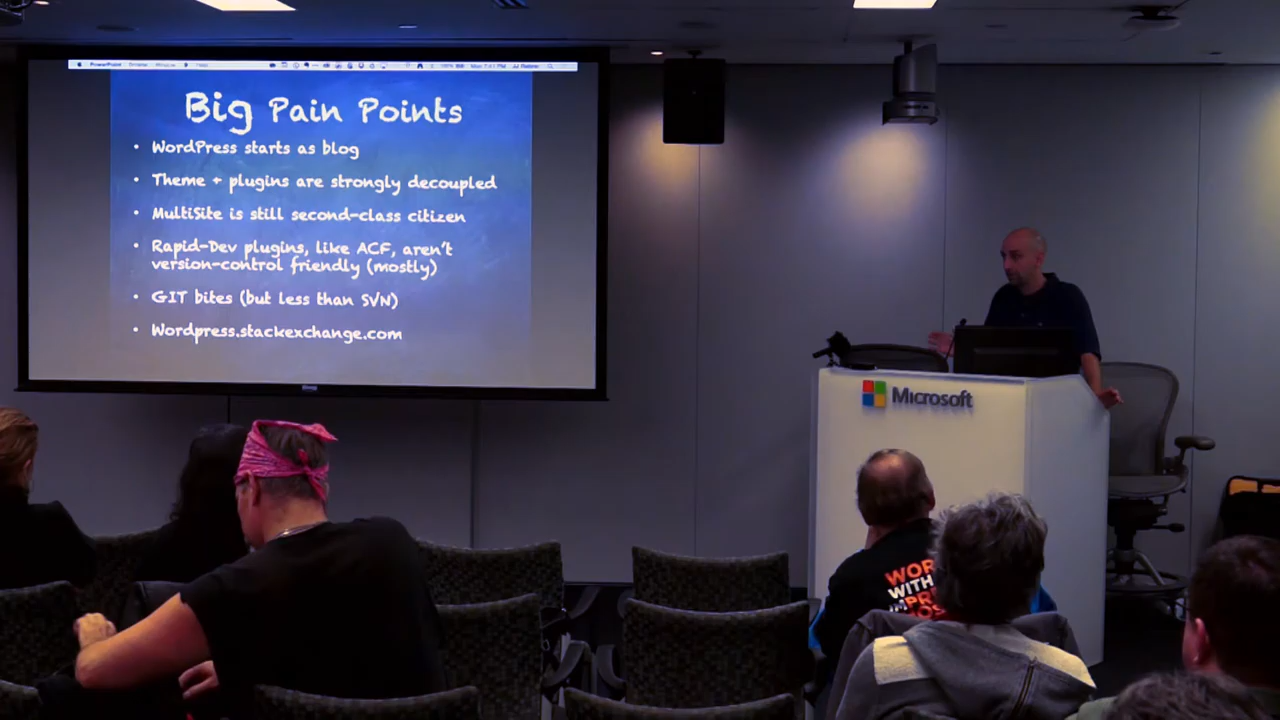 PowerPoint
Big Pain Points
• WordPress starts as blog
• Theme + plugins are strongly decoupled
• MultiSite is still second-class citizen
• Rapid-Dev plugins, like ACF, aren't
version-control friendly (mostly)
• GIT bites (but less than SVN)
• Wordpress.stackexchange.com
Microsoft
WITH